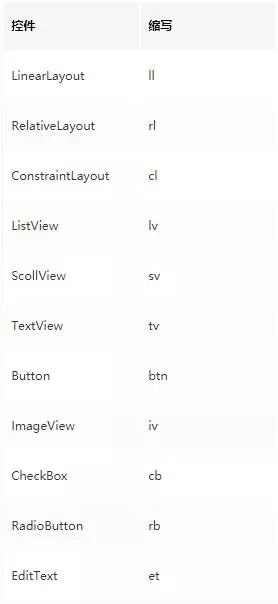 控件 缩写
LinearLayout ll
RelativeLayout rl
ConstraintLayout cl
ListView lv
ScollView sv
TextView tv
Button btn
ImageView iv
CheckBox cb
RadioButton rb
EditText et